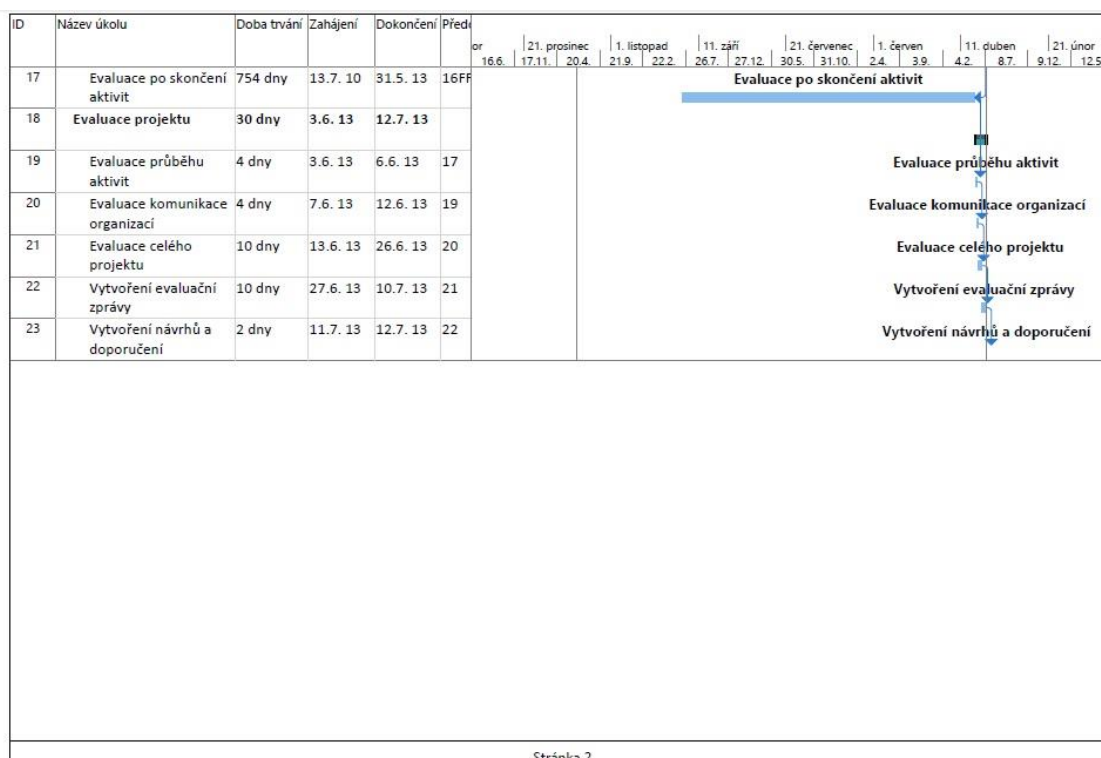 ID Název úkolu Doba trvání Zahájení Dokončení Před
or 21. prosinec 1. listopad 11. září 21. červenec 1. červen 11. duben 21. únor
16.6. 17.11. 20.4. 21.9. 22.2. 26.7. 27.12. 30.5. 31.10. 2.4. 3.9. 4.2. 8.7. 9.12. 12.5
17 Evaluace po skončení 754 dny 13.7. 10 31.5. 13 16FF Evaluace po skončení aktivit
aktivit
18 Evaluace projektu 30 dny 3.6. 13 12.7. 13
19 Evaluace průběhu 4 dny 3.6. 13 6.6. 13 17 Evaluace průběhu aktivit
aktivit
20 Evaluace komunikace 4 dny 7.6. 13 12.6. 13 19 Evaluace komunikace organizací
organizací
21 Evaluace celého 10 dny 13.6. 13 26.6. 13 20 Evaluace celého projektu
projektu
22 Vytvoření evaluační 10 dny 27.6. 13 10.7. 13 21 Vytvoření evaluační zprávy
zprávy
23 Vytvoření návrhů a 2 dny 11.7. 13 12.7. 13 22 Vytvoření návrhů a doporučení
doporučení
Stránka 2